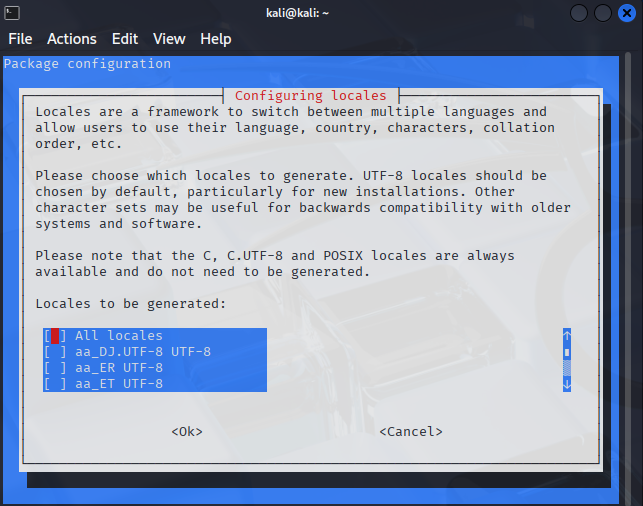 kali@kali: ~
File Actions Edit View Help
Package configuration
Configuring locales
Locales are a framework to switch between multiple languages and
allow users to use their language, country, characters, collation
order, etc.
Please choose which locales to generate. UTF-8 locales should be
chosen by default, particularly for new installations. Other
character sets may be useful for backwards compatibility with older
systems and software.
Please note that the C, C.UTF-8 and POSIX locales are always
available and do not need to be generated.
Locales to be generated:
[ ] All locales
[ ] aa_DJ.UTF-8 UTF-8
[ ] aa_ER UTF-8
[ ] aa_ET UTF-8
<Ok> <Cancel>